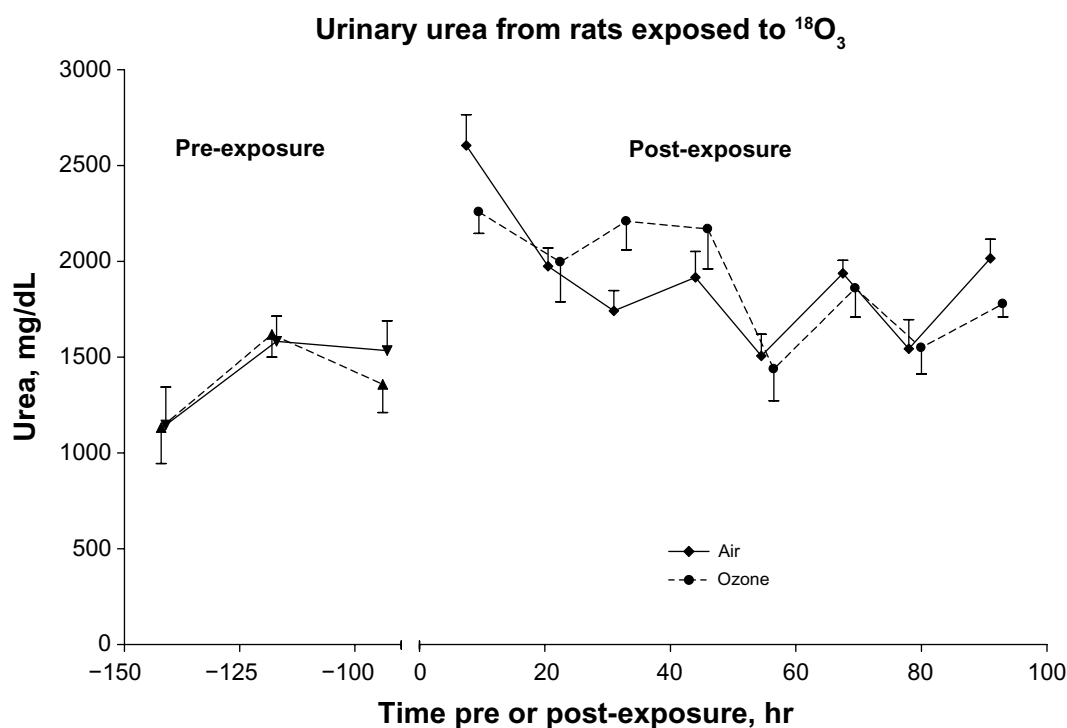 Urinary urea from rats exposed to ¹⁸O₃
3000
2500
2000
1500
1000
500
0
Urea, mg/dL
Pre-exposure
Post-exposure
Air
Ozone
−150
−125
−100
0
20
40
60
80
100
Time pre or post-exposure, hr